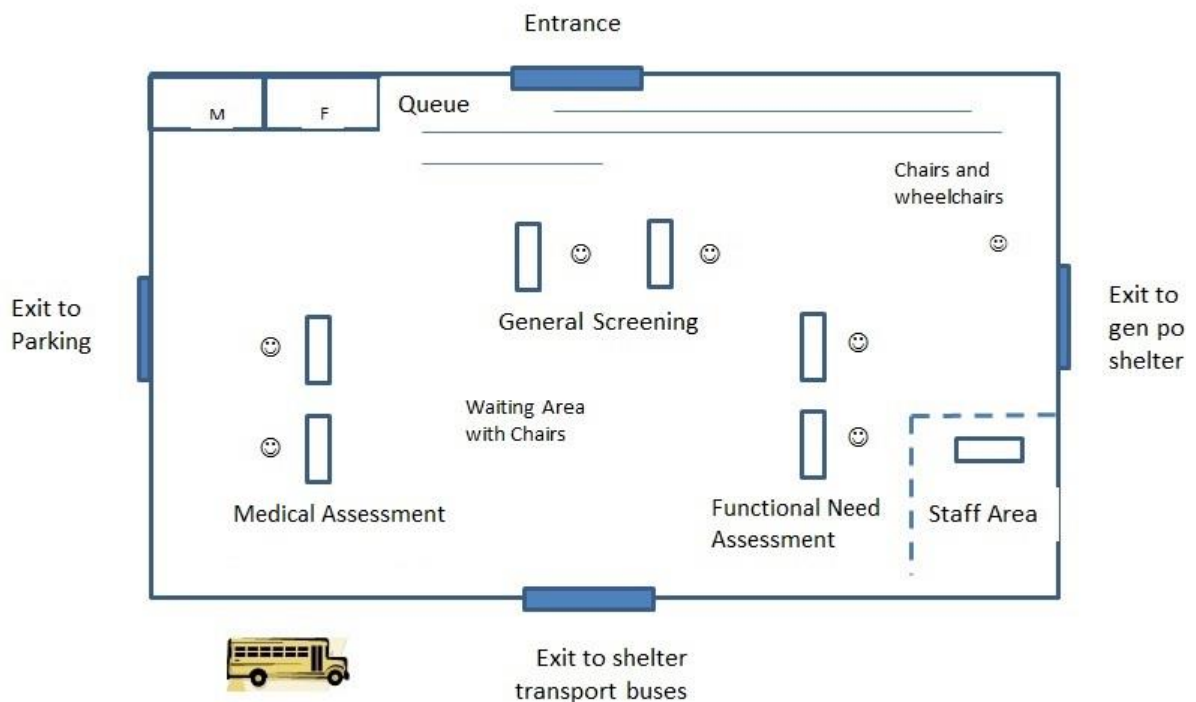 Entrance
M
F
Queue
Chairs and
wheelchairs
General Screening
Exit to
Parking
Exit to
gen po
shelter
Waiting Area
with Chairs
Medical Assessment
Functional Need
Assessment
Staff Area
Exit to shelter
transport buses